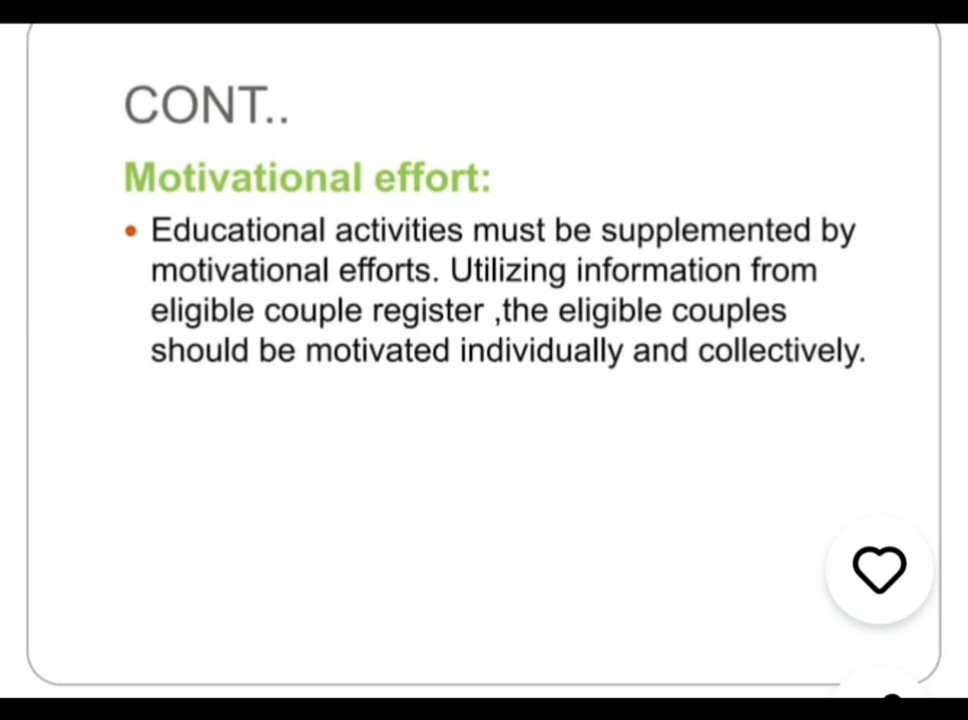 CONT..
Motivational effort:
• Educational activities must be supplemented by
motivational efforts. Utilizing information from
eligible couple register ,the eligible couples
should be motivated individually and collectively.